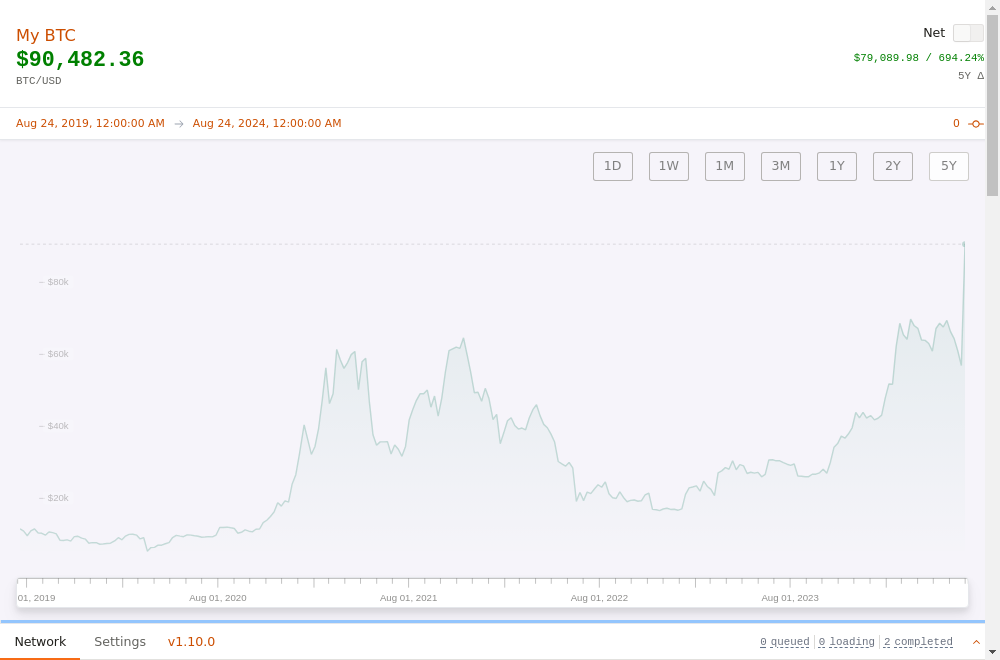 My BTC
Net
$90,482.36
$79,089.98 / 694.24%
BTC/USD
5Y Δ
Aug 24, 2019, 12:00:00 AM → Aug 24, 2024, 12:00:00 AM
0
1D 1W 1M 3M 1Y 2Y 5Y
$80k
$60k
$40k
$20k
01, 2019 Aug 01, 2020 Aug 01, 2021 Aug 01, 2022 Aug 01, 2023
Network Settings v1.10.0 0 queued 0 loading 2 completed